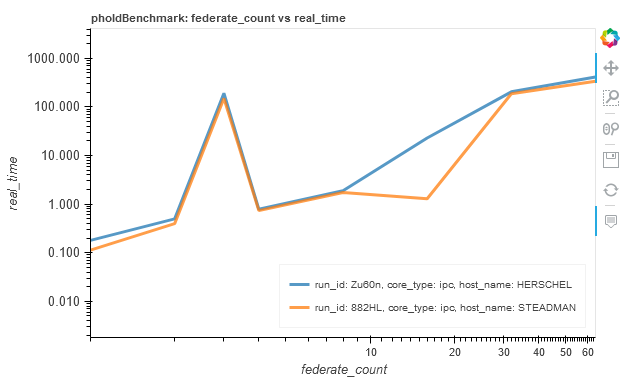 pholdBenchmark: federate_count vs real_time
1000.000
100.000
10.000
1.000
0.100
0.010
real_time
run_id: Zu60n, core_type: ipc, host_name: HERSCHEL
run_id: 882HL, core_type: ipc, host_name: STEADMAN
10
20
30
40
50
60
federate_count